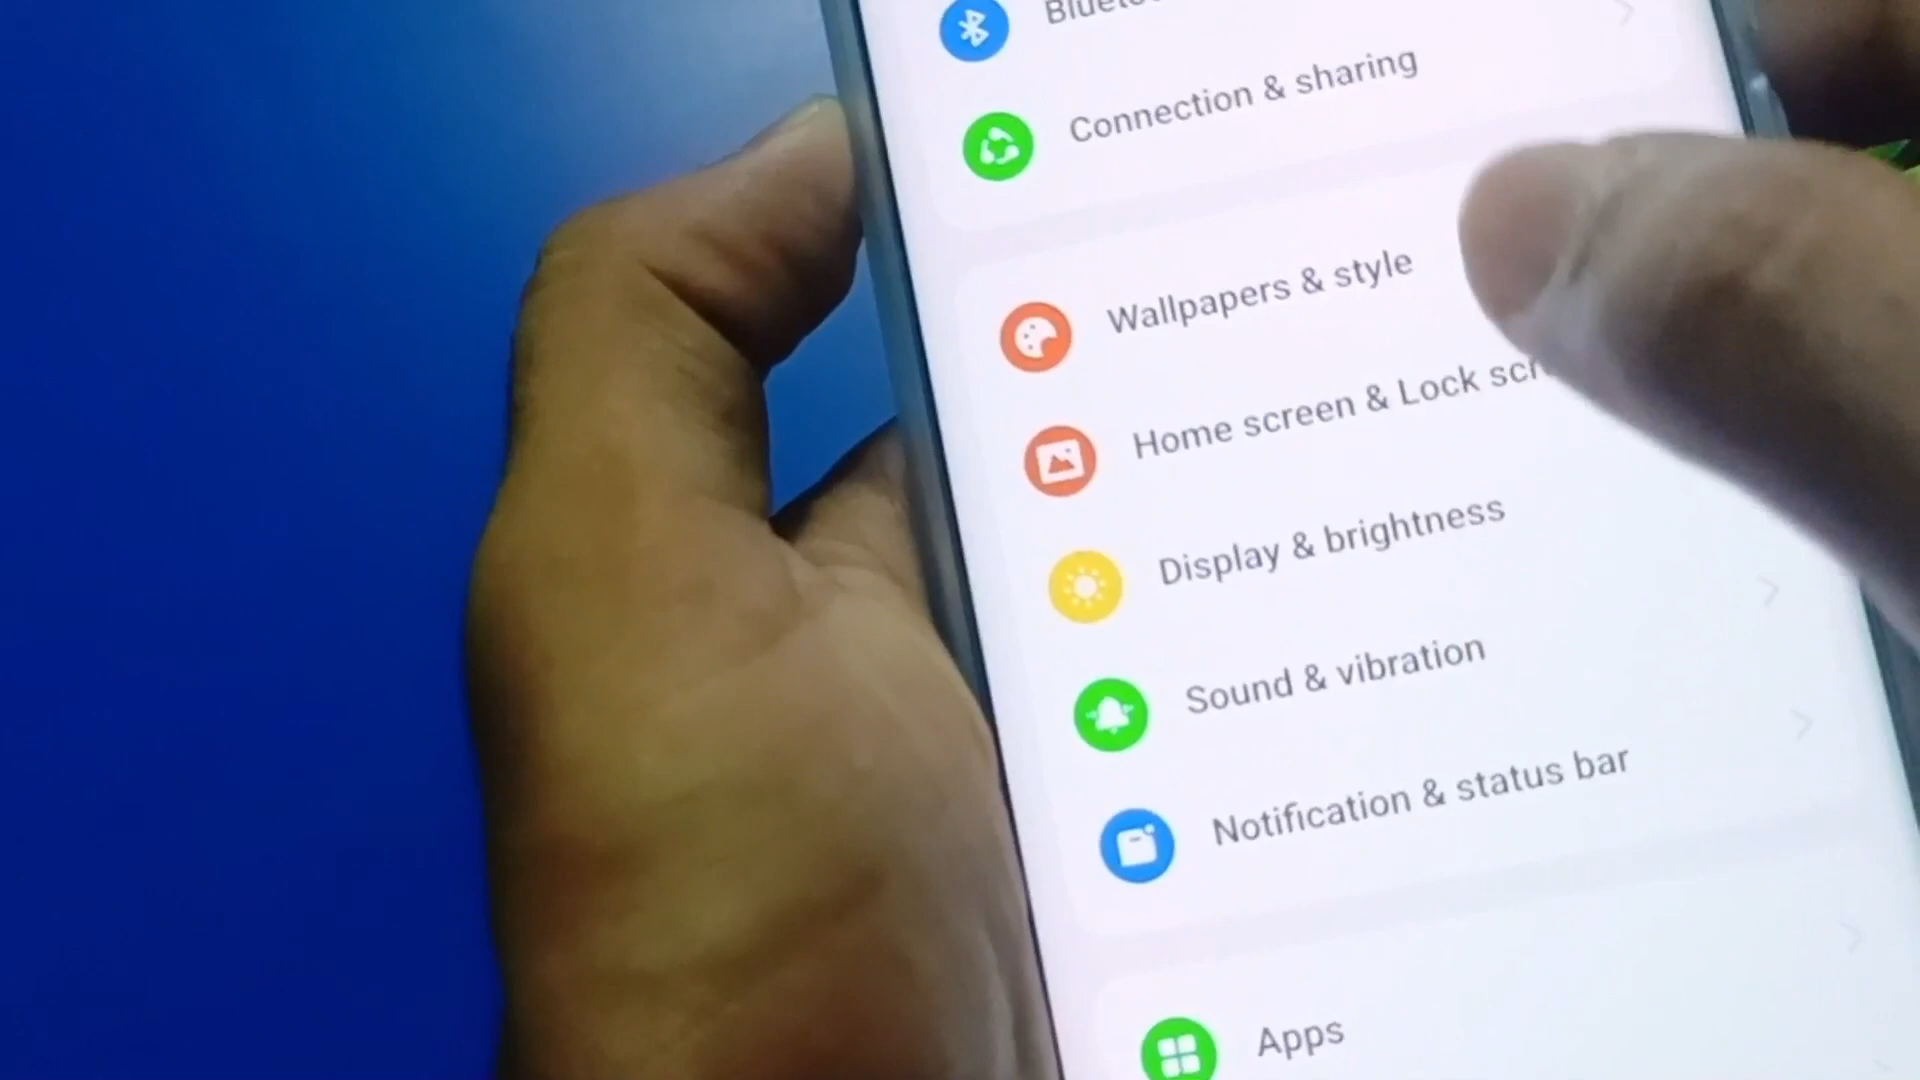 Connection & sharing
Wallpapers & style
Home screen & Lock
Display & brightness
Sound & vibration
Notification & status bar
Apps